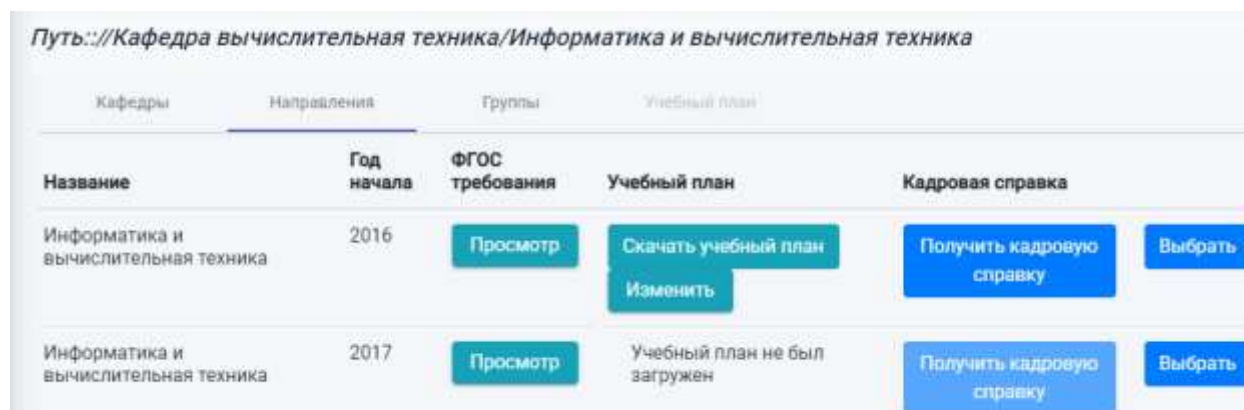 Путь:://Кафедра вычислительная техника/Информатика и вычислительная техника
Кафедры Направления Группы Учебный план
Название Год начала ФГОС требования Учебный план Кадровая справка
Информатика и вычислительная техника 2016 Просмотр Скачать учебный план Изменить Получить кадровую справку Выбрать
Информатика и вычислительная техника 2017 Просмотр Учебный план не был загружен Получить кадровую справку Выбрать